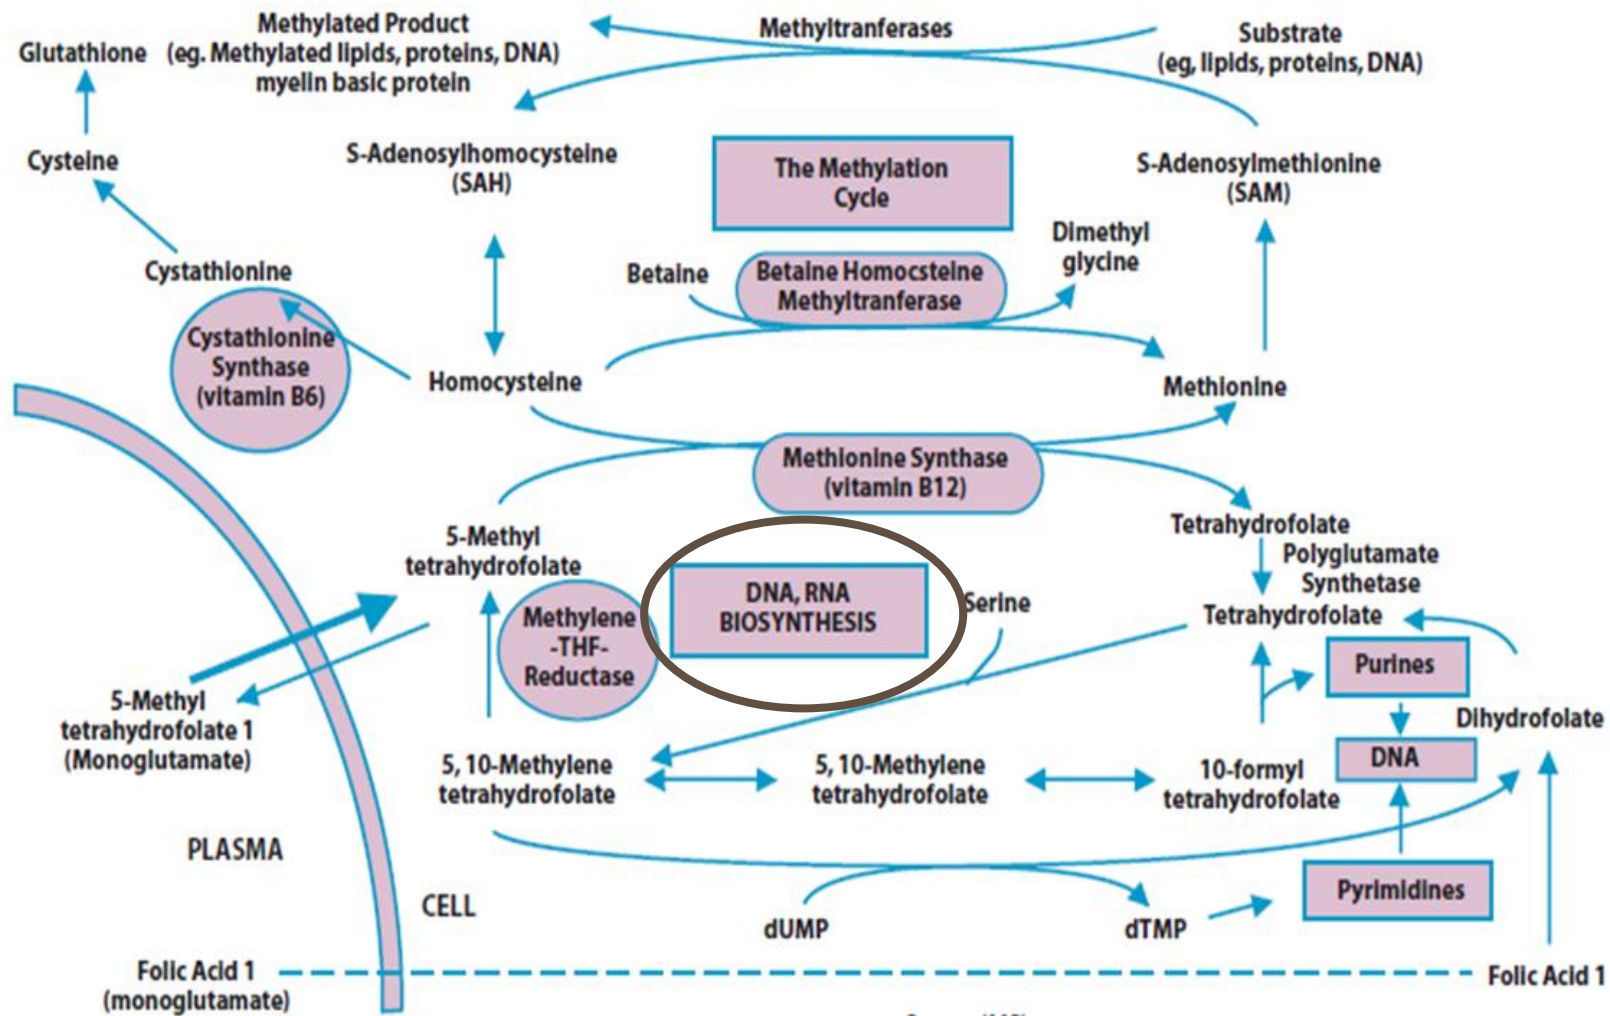 Methylated Product
(eg. Methylated lipids, proteins, DNA)
myelin basic protein
Glutathione
Methyltranferases
Substrate
(eg, lipids, proteins, DNA)
Cysteine
S-Adenosylhomocysteine
(SAH)
The Methylation
Cycle
S-Adenosylmethionine
(SAM)
Cystathionine
Betaine
Betaine Homocsteine
Methyltranferase
Dimethyl
glycine
Cystathionine
Synthase
(vitamin B6)
Homocysteine
Methionine
Methionine Synthase
(vitamin B12)
5-Methyl
tetrahydrofolate
Tetrahydrofolate
Polyglutamate
Synthetase
Tetrahydrofolate
Methylene
-THF-
Reductase
DNA, RNA
BIOSYNTHESIS
Serine
Purines
5-Methyl
tetrahydrofolate 1
(Monoglutamate)
Dihydrofolate
DNA
5, 10-Methylene
tetrahydrofolate
5, 10-Methylene
tetrahydrofolate
10-formyl
tetrahydrofolate
PLASMA
CELL
Pyrimidines
dUMP
dTMP
Folic Acid 1
(monoglutamate)
Folic Acid 1